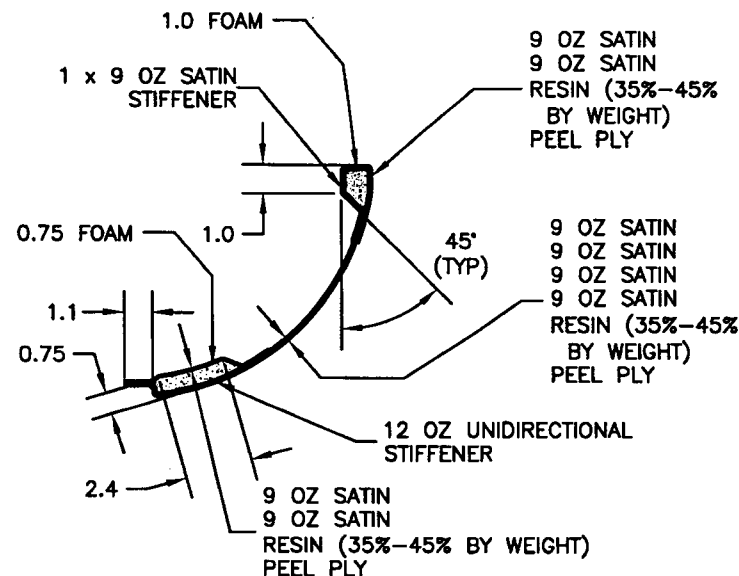 1.0 FOAM
1 x 9 OZ SATIN
STIFFENER
9 OZ SATIN
9 OZ SATIN
RESIN (35%-45%
BY WEIGHT)
PEEL PLY
1.0
0.75 FOAM
45°
(TYP)
9 OZ SATIN
9 OZ SATIN
9 OZ SATIN
9 OZ SATIN
RESIN (35%-45%
BY WEIGHT)
PEEL PLY
1.1
0.75
12 OZ UNIDIRECTIONAL
STIFFENER
2.4
9 OZ SATIN
9 OZ SATIN
RESIN (35%-45% BY WEIGHT)
PEEL PLY